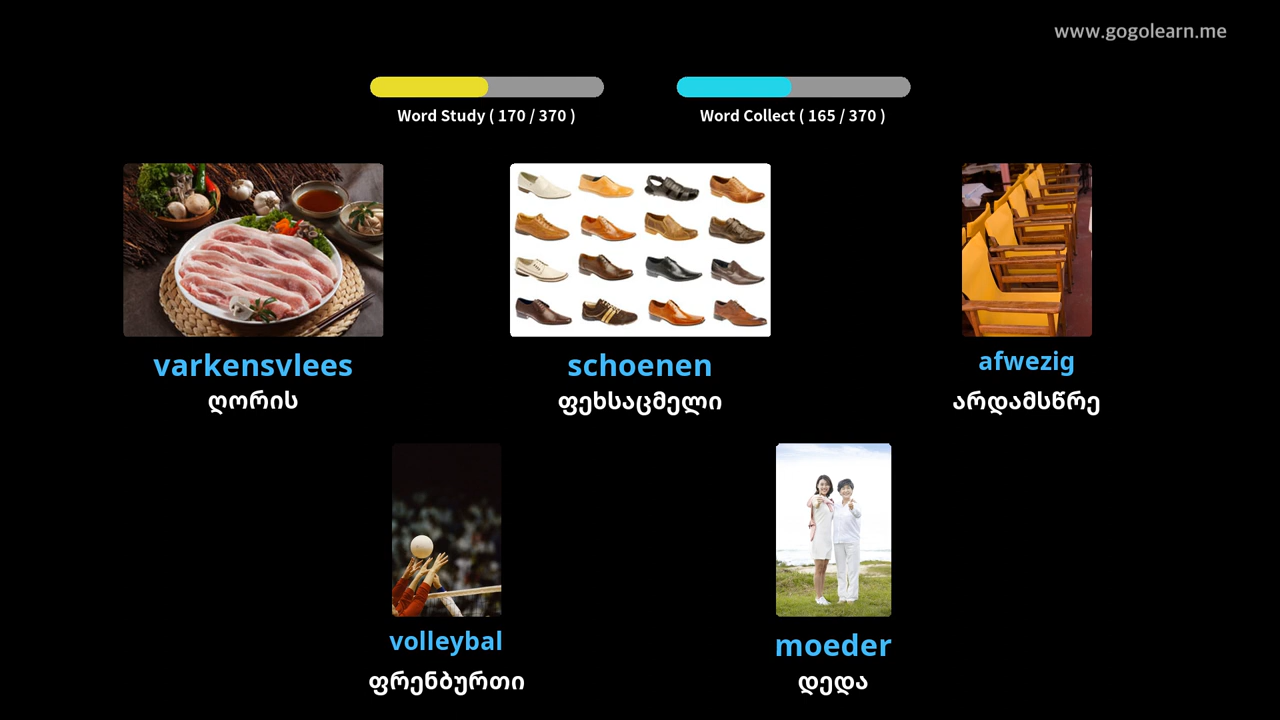 www.gogolearn.me
Word Study ( 170 / 370 )
Word Collect ( 165 / 370 )
varkensvlees
ღორის
schoenen
ფეხსაცმელი
afwezig
არდამსწრე
volleybal
ფრენბურთი
moeder
დედა